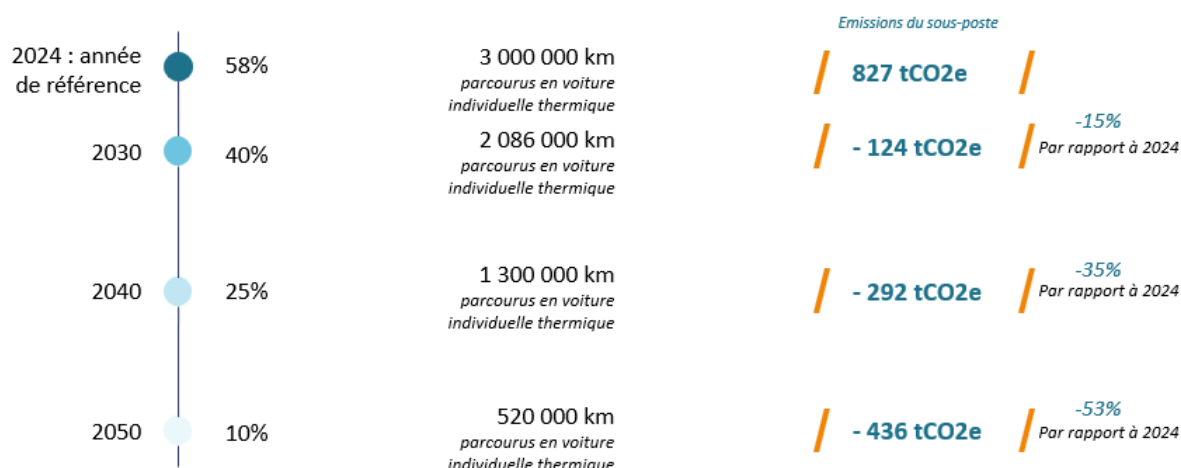 Emissions du sous-poste
2024 : année
de référence
58%
3 000 000 km
parcourus en voiture
individuelle thermique
827 tCO2e
2030
40%
2 086 000 km
parcourus en voiture
individuelle thermique
- 124 tCO2e
-15%
Par rapport à 2024
2040
25%
1 300 000 km
parcourus en voiture
individuelle thermique
- 292 tCO2e
-35%
Par rapport à 2024
2050
10%
520 000 km
parcourus en voiture
individuelle thermique
- 436 tCO2e
-53%
Par rapport à 2024